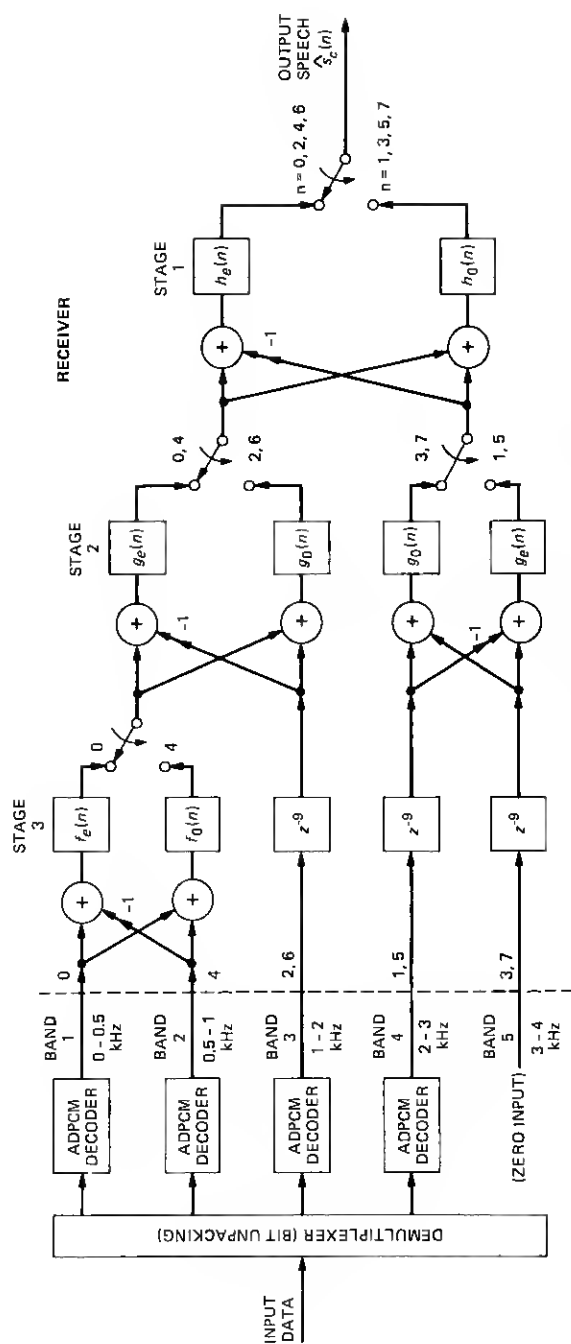 RECEIVER
INPUT
DATA
DEMULTIPLEXER (BIT UNPACKING)
ADPCM
DECODER
BAND
1
0 – 0.5
kHz
0
ADPCM
DECODER
BAND
2
0.5 – 1
kHz
4
ADPCM
DECODER
BAND
3
1 – 2
kHz
2, 6
ADPCM
DECODER
BAND
4
2 – 3
kHz
1, 5
(ZERO INPUT)
BAND
5
3 – 4
kHz
3, 7
STAGE
3
+
-1
+
fe(n)
f0(n)
0
4
z-9
z-9
z-9
STAGE
2
+
-1
+
ge(n)
g0(n)
0, 4
2, 6
+
-1
+
g0(n)
ge(n)
3, 7
1, 5
STAGE
1
+
-1
+
he(n)
h0(n)
n = 0, 2, 4, 6
n = 1, 3, 5, 7
OUTPUT
SPEECH
ŝc(n)